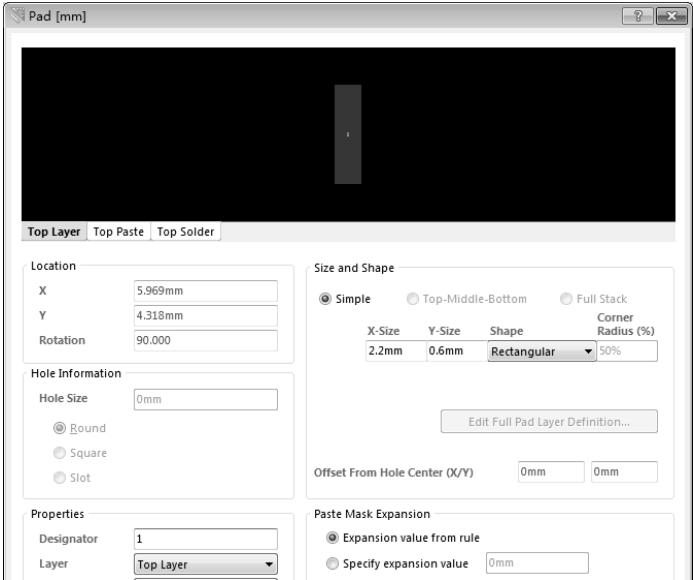 Pad [mm]
Top Layer Top Paste Top Solder
Location
X 5.969mm
Y 4.318mm
Rotation 90.000
Hole Information
Hole Size 0mm
Round
Square
Slot
Properties
Designator 1
Layer Top Layer
Size and Shape
Simple Top-Middle-Bottom Full Stack
X-Size Y-Size Shape Corner Radius (%)
2.2mm 0.6mm Rectangular 50%
Edit Full Pad Layer Definition...
Offset From Hole Center (X/Y) 0mm 0mm
Paste Mask Expansion
Expansion value from rule
Specify expansion value 0mm